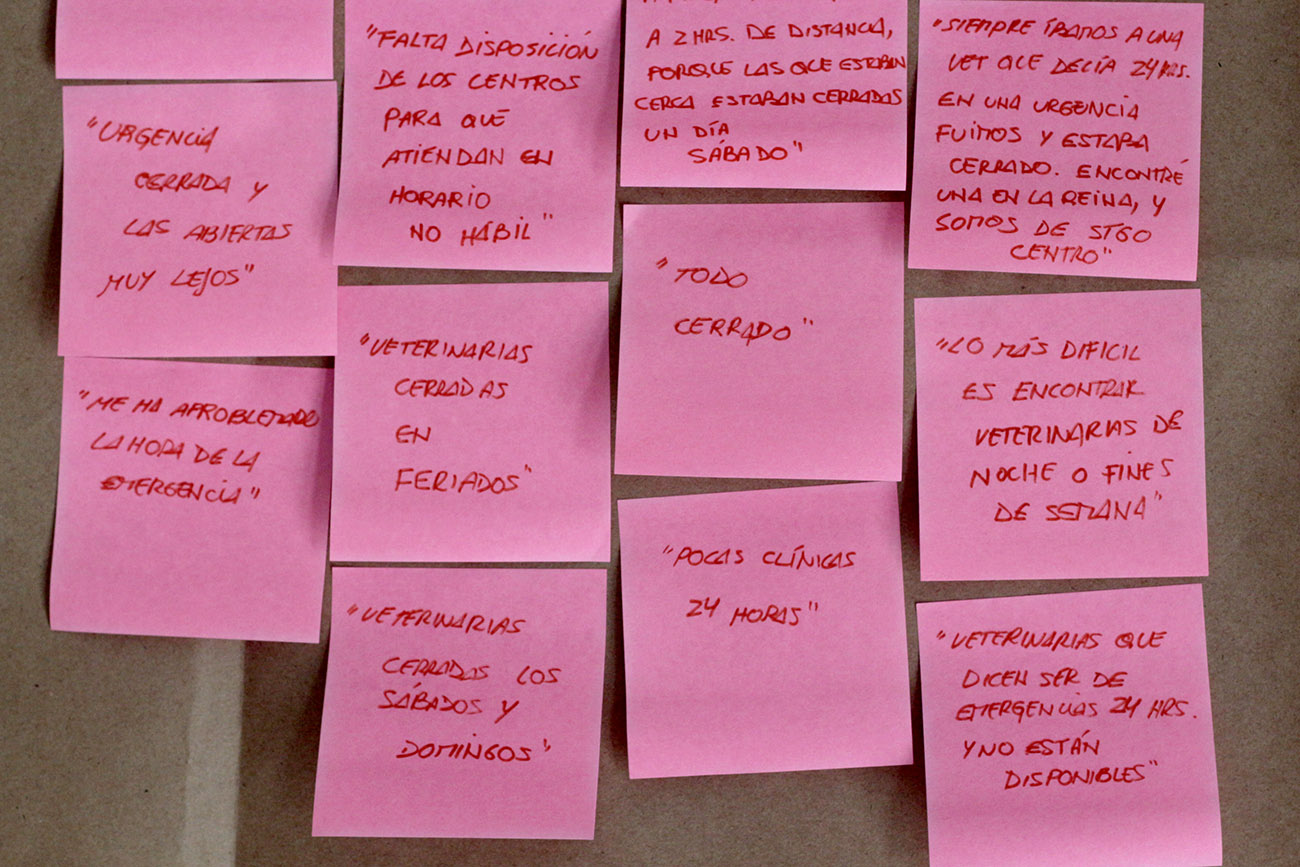 "URGENCIA
CERRADA Y
LAS ABIERTAS
MUY LEJOS"
"ME HA AFROBLEMADO
LA HORA DE LA
EMERGENCIA"
"FALTA DISPOSICIÓN
DE LOS CENTROS
PARA QUÉ
ATIENDAN EN
HORARIO
NO HÁBIL"
"VETERINARIAS
CERRADAS
EN
FERIADOS"
"VETERINARIAS
CERRADAS LOS
SÁBADOS Y
DOMINGOS"
A 2 HRS. DE DISTANCIA,
PORQUE LAS QUE ESTABAN
CERCA ESTABAN CERRADAS
UN DÍA
SÁBADO"
"TODO
CERRADO"
"POCAS CLÍNICAS
24 HORAS"
"SIEMPRE ÍBAMOS A UNA
VET QUE DECÍA 24 HRS.
EN UNA URGENCIA
FUIMOS Y ESTABA
CERRADO. ENCONTRÉ
UNA EN LA REINA, Y
SOMOS DE STGO
CENTRO"
"LO MÁS DIFICIL
ES ENCONTRAR
VETERINARIAS DE
NOCHE O FINES
DE SEMANA"
"VETERINARIAS QUE
DICEN SER DE
EMERGENCIAS 24 HRS.
Y NO ESTÁN
DISPONIBLES"